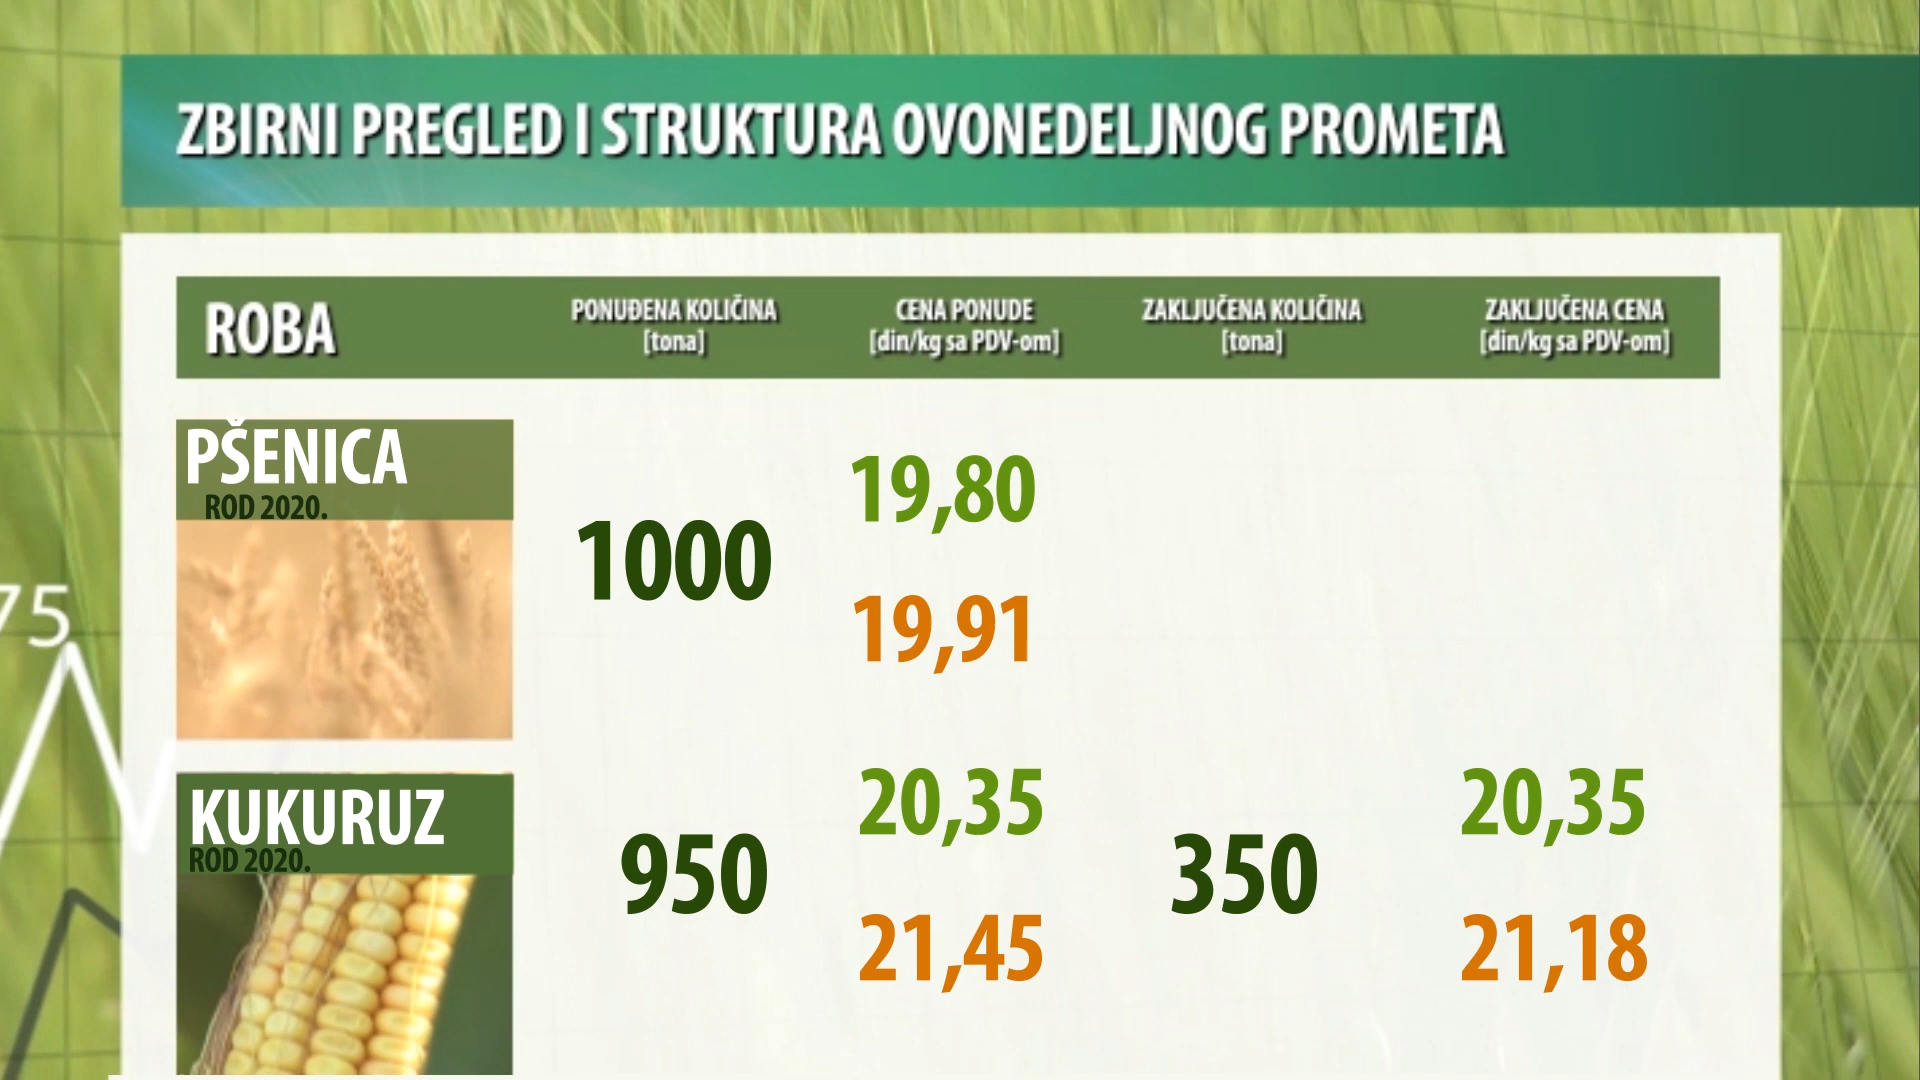 ZBIRNI PREGLED I STRUKTURA OVONEDELJNOG PROMETA
ROBA
PONUĐENA KOLIČINA
[tona]
CENA PONUDE
[din/kg sa PDV-om]
ZAKLJUČENA KOLIČINA
[tona]
ZAKLJUČENA CENA
[din/kg sa PDV-om]
PŠENICA
ROD 2020.
1000
19,80
19,91
75
KUKURUZ
ROD 2020.
950
20,35
21,45
350
20,35
21,18